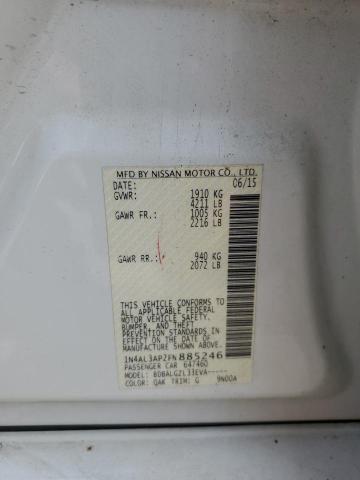 MFD BY NISSAN MOTOR CO., LTD.
DATE: 06/15
GVWR: 1910 KG
4211 LB
GAWR FR.: 1005 KG
2216 LB
GAWR RR.: 940 KG
2072 LB
THIS VEHICLE CONFORMS TO
ALL APPLICABLE FEDERAL
MOTOR VEHICLE SAFETY,
BUMPER, AND THEFT
PREVENTION STANDARDS IN
EFFECT ON THE DATE OF
MANUFACTURE SHOWN ABOVE.
1N4AL3AP2FN885246
PASSENGER CAR 647460
MODEL: BDBALGZL33EVA-----
COLOR: QAK TRIM: G 9N00A